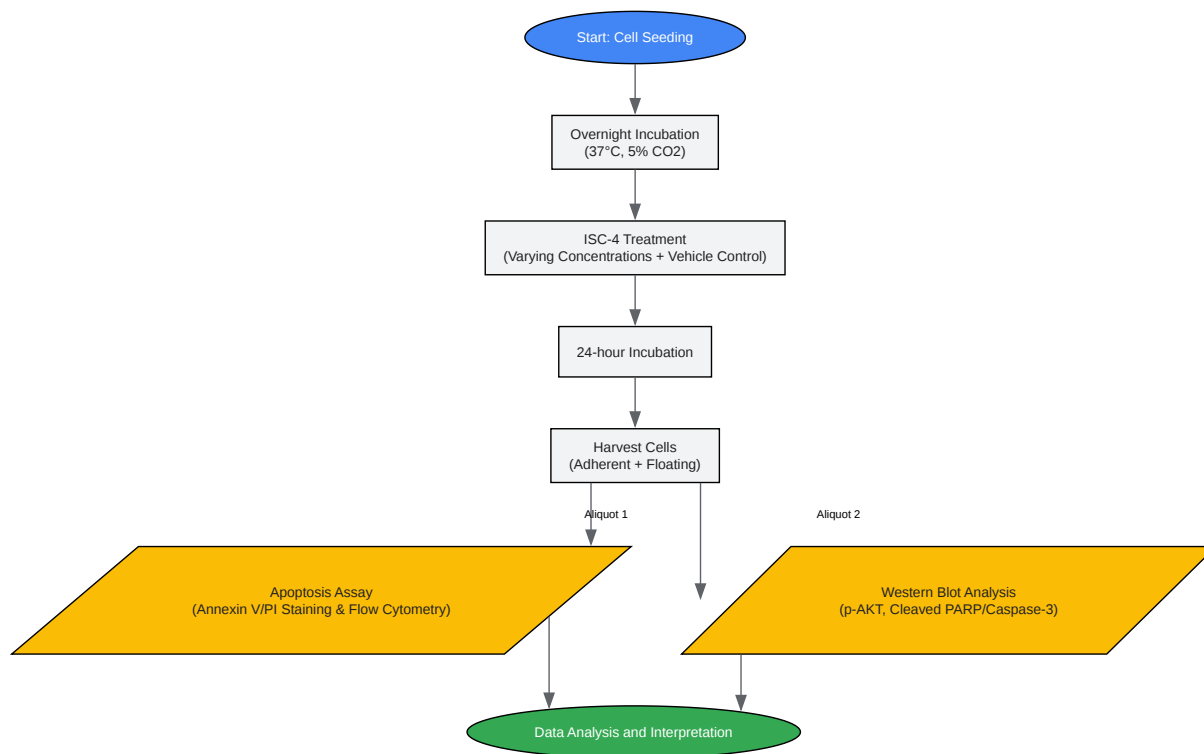 Start: Cell Seeding
Overnight Incubation
(37°C, 5% CO2)
ISC-4 Treatment
(Varying Concentrations + Vehicle Control)
24-hour Incubation
Harvest Cells
(Adherent + Floating)
Aliquot 1
Aliquot 2
Apoptosis Assay
(Annexin V/PI Staining & Flow Cytometry)
Western Blot Analysis
(p-AKT, Cleaved PARP/Caspase-3)
Data Analysis and Interpretation